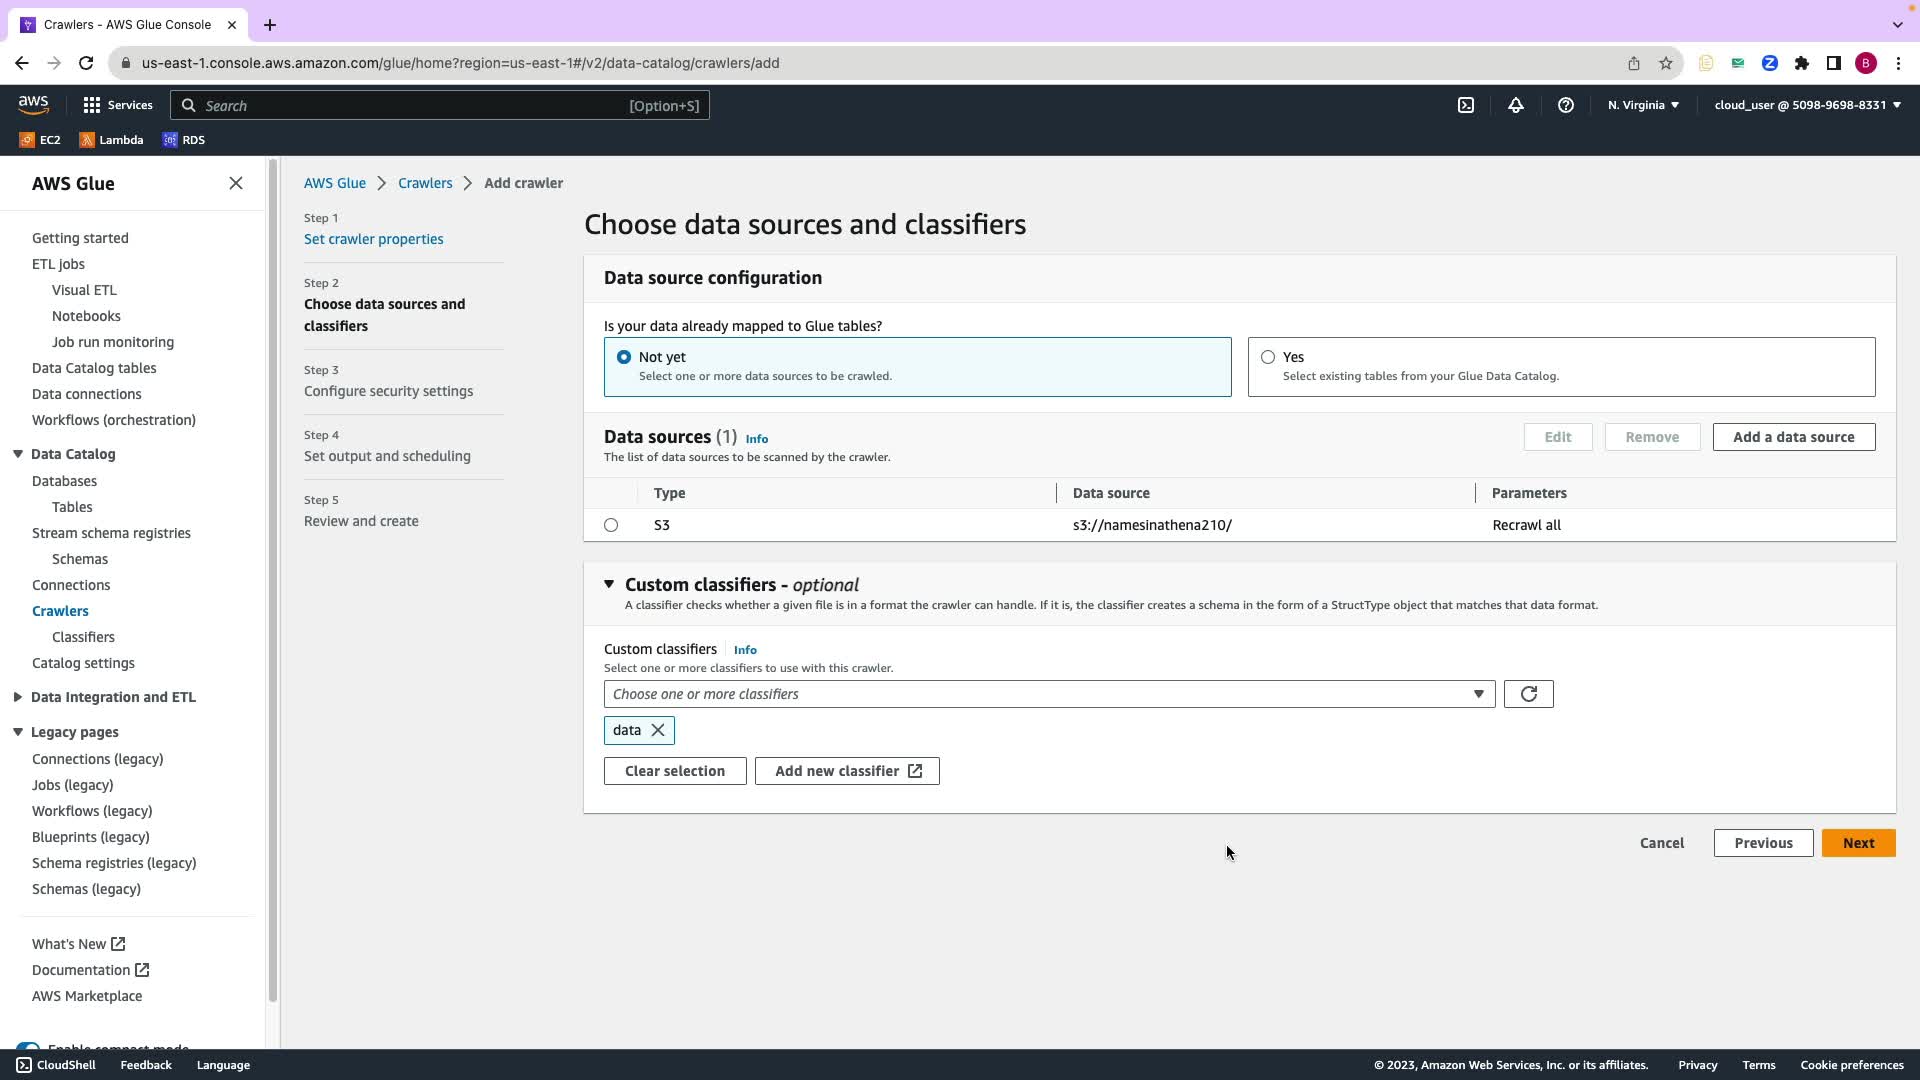 Crawlers - AWS Glue Console
us-east-1.console.aws.amazon.com/glue/home?region=us-east-1#/v2/data-catalog/crawlers/add
B
aws
Services
Search
[Option+S]
N. Virginia
cloud_user @ 5098-9698-8331
EC2
Lambda
RDS
AWS Glue
Getting started
ETL jobs
Visual ETL
Notebooks
Job run monitoring
Data Catalog tables
Data connections
Workflows (orchestration)
Data Catalog
Databases
Tables
Stream schema registries
Schemas
Connections
Crawlers
Classifiers
Catalog settings
Data Integration and ETL
Legacy pages
Connections (legacy)
Jobs (legacy)
Workflows (legacy)
Blueprints (legacy)
Schema registries (legacy)
Schemas (legacy)
What's New
Documentation
AWS Marketplace
Enable compact mode
AWS Glue > Crawlers > Add crawler
Step 1
Set crawler properties
Step 2
Choose data sources and
classifiers
Step 3
Configure security settings
Step 4
Set output and scheduling
Step 5
Review and create
Choose data sources and classifiers
Data source configuration
Is your data already mapped to Glue tables?
Not yet
Select one or more data sources to be crawled.
Yes
Select existing tables from your Glue Data Catalog.
Data sources (1) Info
The list of data sources to be scanned by the crawler.
Edit
Remove
Add a data source
Type
Data source
Parameters
S3
s3://namesinathena210/
Recrawl all
Custom classifiers - optional
A classifier checks whether a given file is in a format the crawler can handle. If it is, the classifier creates a schema in the form of a StructType object that matches that data format.
Custom classifiers Info
Select one or more classifiers to use with this crawler.
Choose one or more classifiers
data
Clear selection
Add new classifier
Cancel
Previous
Next
CloudShell
Feedback
Language
© 2023, Amazon Web Services, Inc. or its affiliates.
Privacy
Terms
Cookie preferences